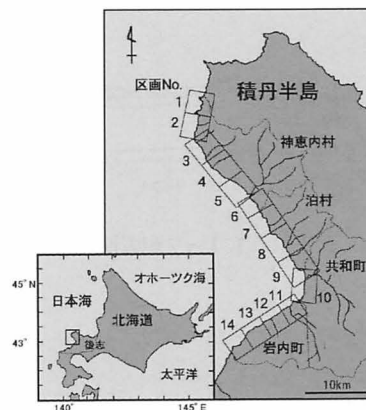 区画No.
1
2
3
4
5
6
7
8
9
10
11
12
13
14
積丹半島
神恵内村
泊村
共和町
岩内町
10km
オホーツク海
45°N
日本海
北海道
43°
後志
太平洋
140°
145°E